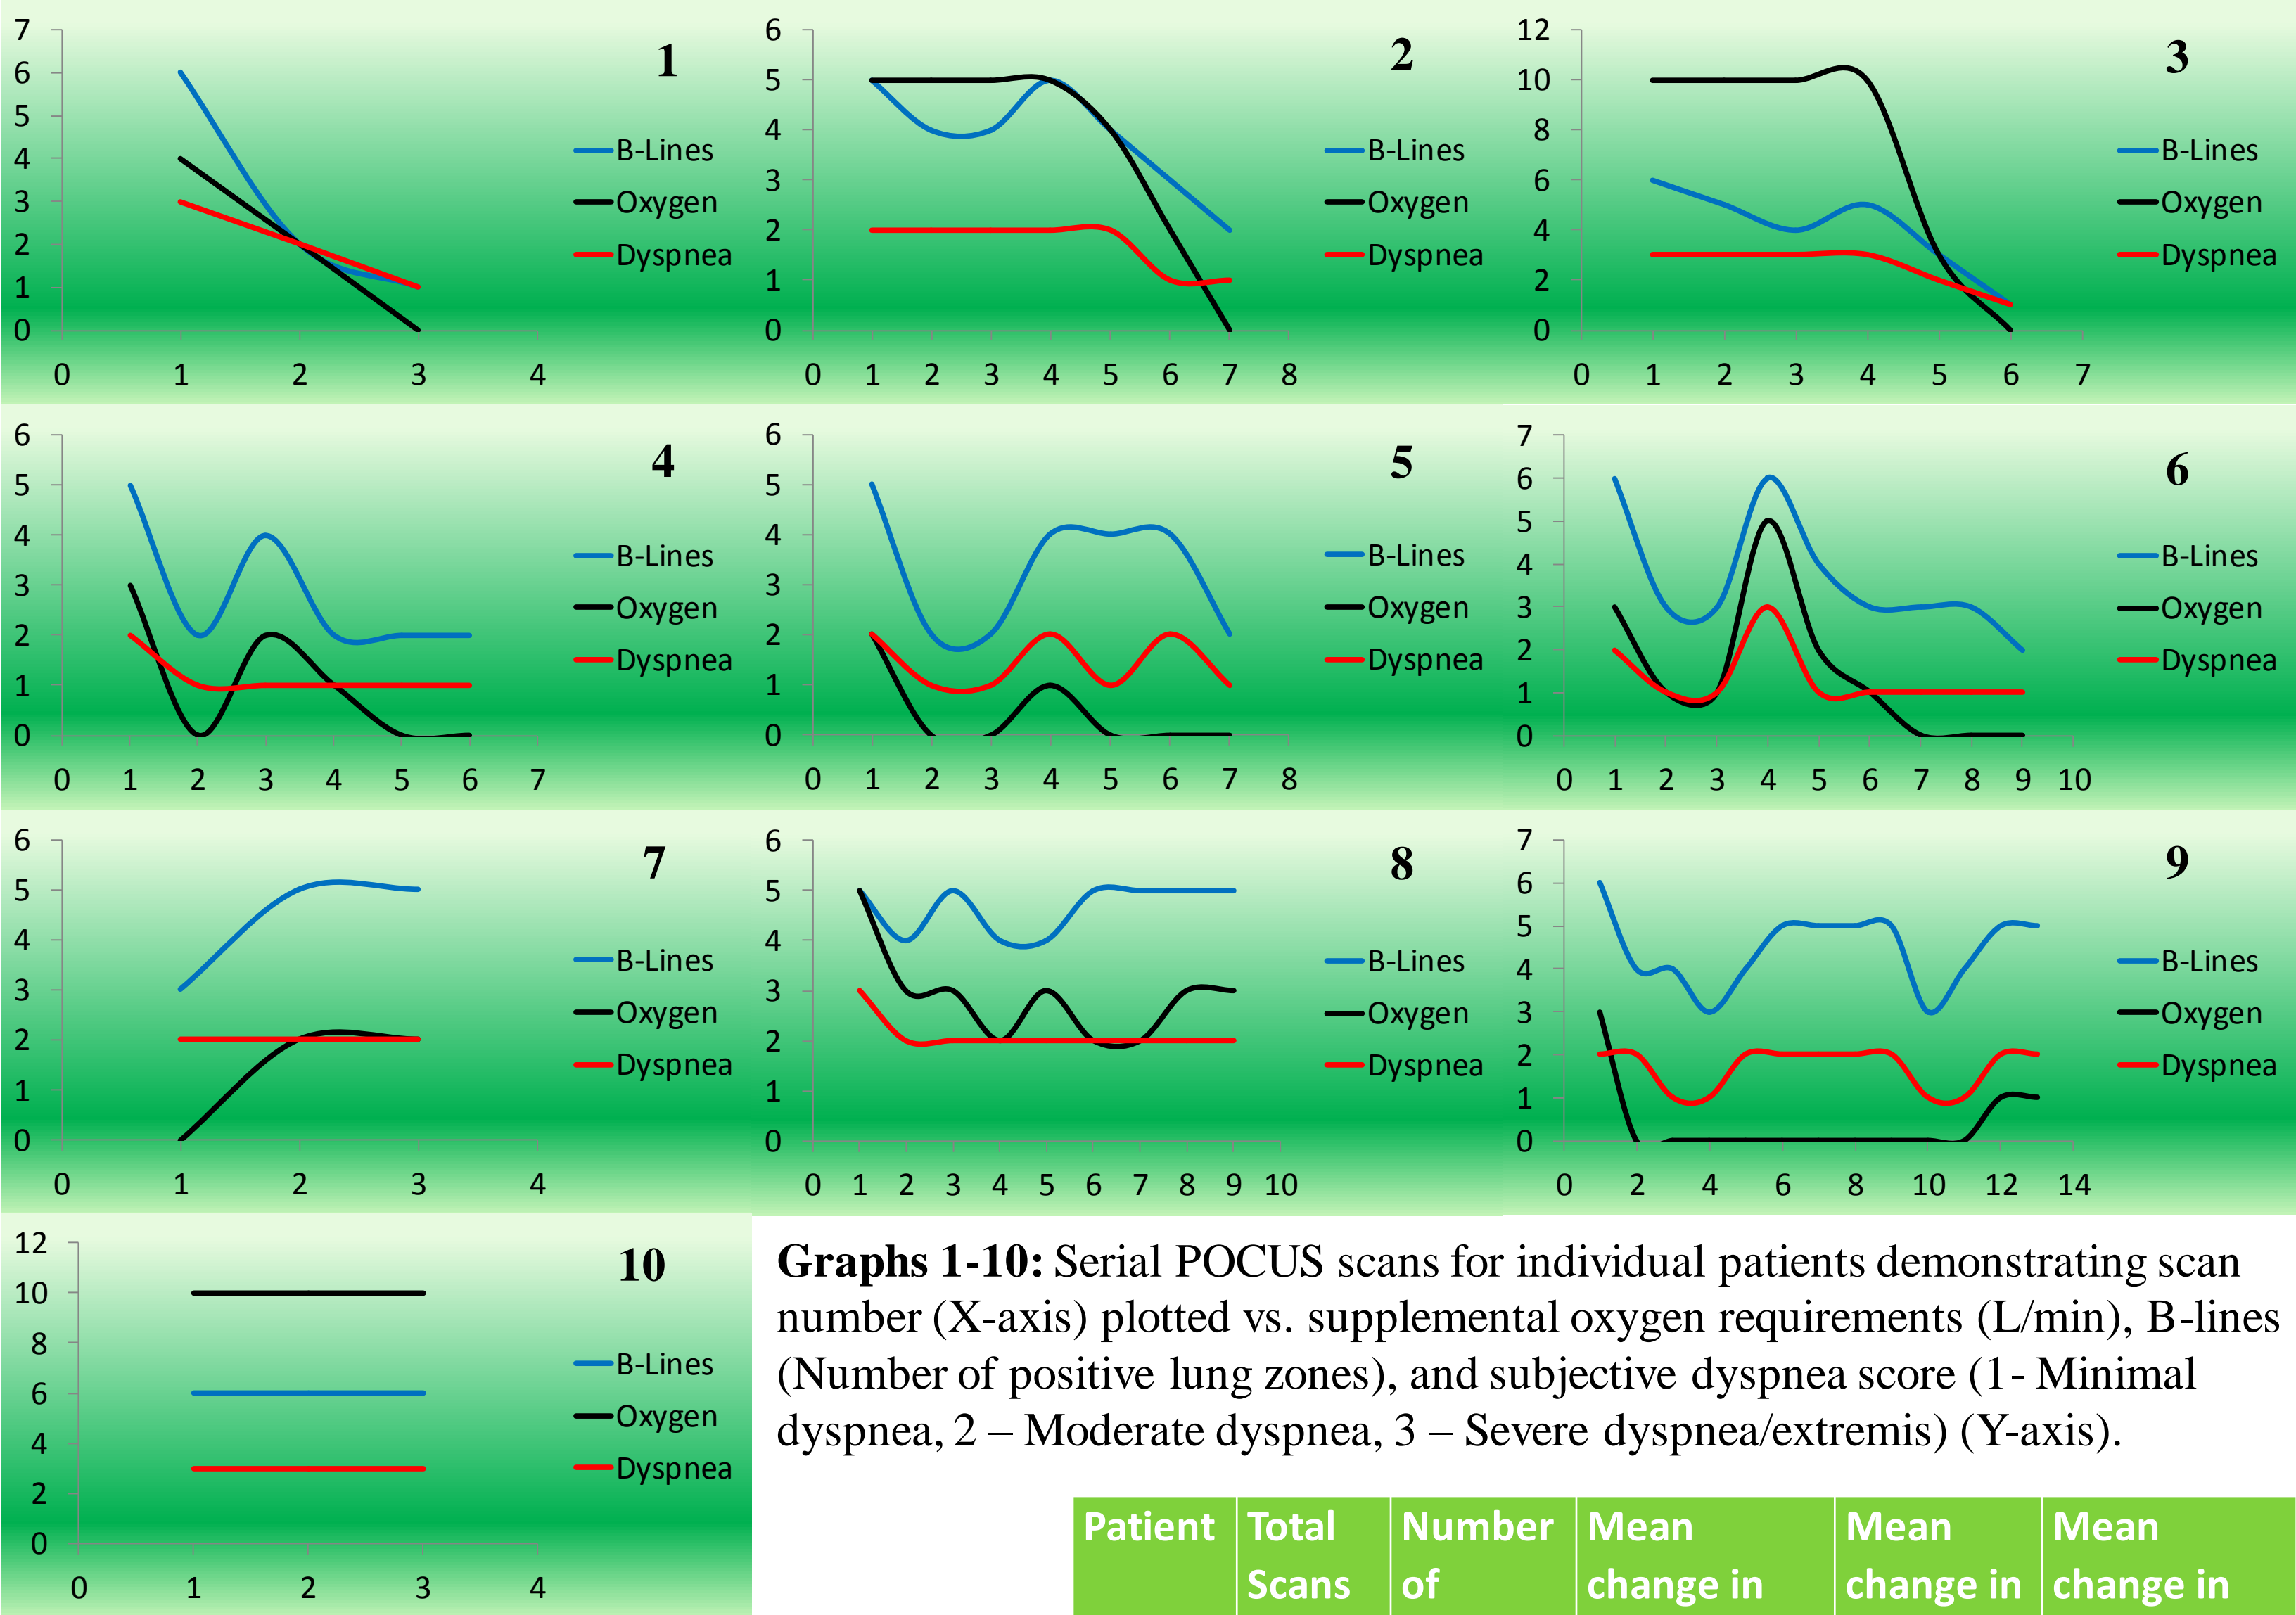 7
6
5
4
3
2
1
0
0 1 2 3 4
1
B-Lines
Oxygen
Dyspnea
6
5
4
3
2
1
0
0 1 2 3 4 5 6 7 8
2
B-Lines
Oxygen
Dyspnea
12
10
8
6
4
2
0
0 1 2 3 4 5 6 7
3
B-Lines
Oxygen
Dyspnea
6
5
4
3
2
1
0
0 1 2 3 4 5 6 7
4
B-Lines
Oxygen
Dyspnea
6
5
4
3
2
1
0
0 1 2 3 4 5 6 7 8
5
B-Lines
Oxygen
Dyspnea
7
6
5
4
3
2
1
0
0 1 2 3 4 5 6 7 8 9 10
6
B-Lines
Oxygen
Dyspnea
6
5
4
3
2
1
0
0 1 2 3 4
7
B-Lines
Oxygen
Dyspnea
6
5
4
3
2
1
0
0 1 2 3 4 5 6 7 8 9 10
8
B-Lines
Oxygen
Dyspnea
7
6
5
4
3
2
1
0
0 2 4 6 8 10 12 14
9
B-Lines
Oxygen
Dyspnea
12
10
8
6
4
2
0
0 1 2 3 4
10
B-Lines
Oxygen
Dyspnea
Graphs 1-10: Serial POCUS scans for individual patients demonstrating scan
number (X-axis) plotted vs. supplemental oxygen requirements (L/min), B-lines
(Number of positive lung zones), and subjective dyspnea score (1- Minimal
dyspnea, 2 – Moderate dyspnea, 3 – Severe dyspnea/extremis) (Y-axis).
Patient Total Number Mean Mean Mean
Scans of change in change in change in